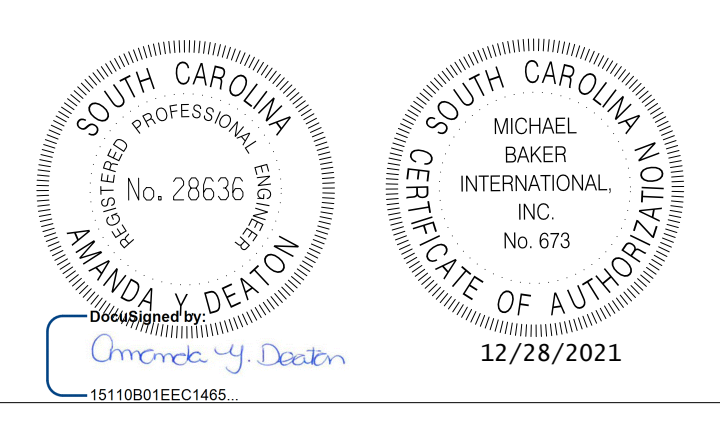 SOUTH CAROLINA
REGISTERED PROFESSIONAL ENGINEER
No. 28636
AMANDA Y DEATON
DocuSigned by:
Amanda Y. Deaton
15110B01EEC1465...
SOUTH CAROLINA
MICHAEL
BAKER
INTERNATIONAL,
INC.
No. 673
CERTIFICATE OF AUTHORIZATION
12/28/2021